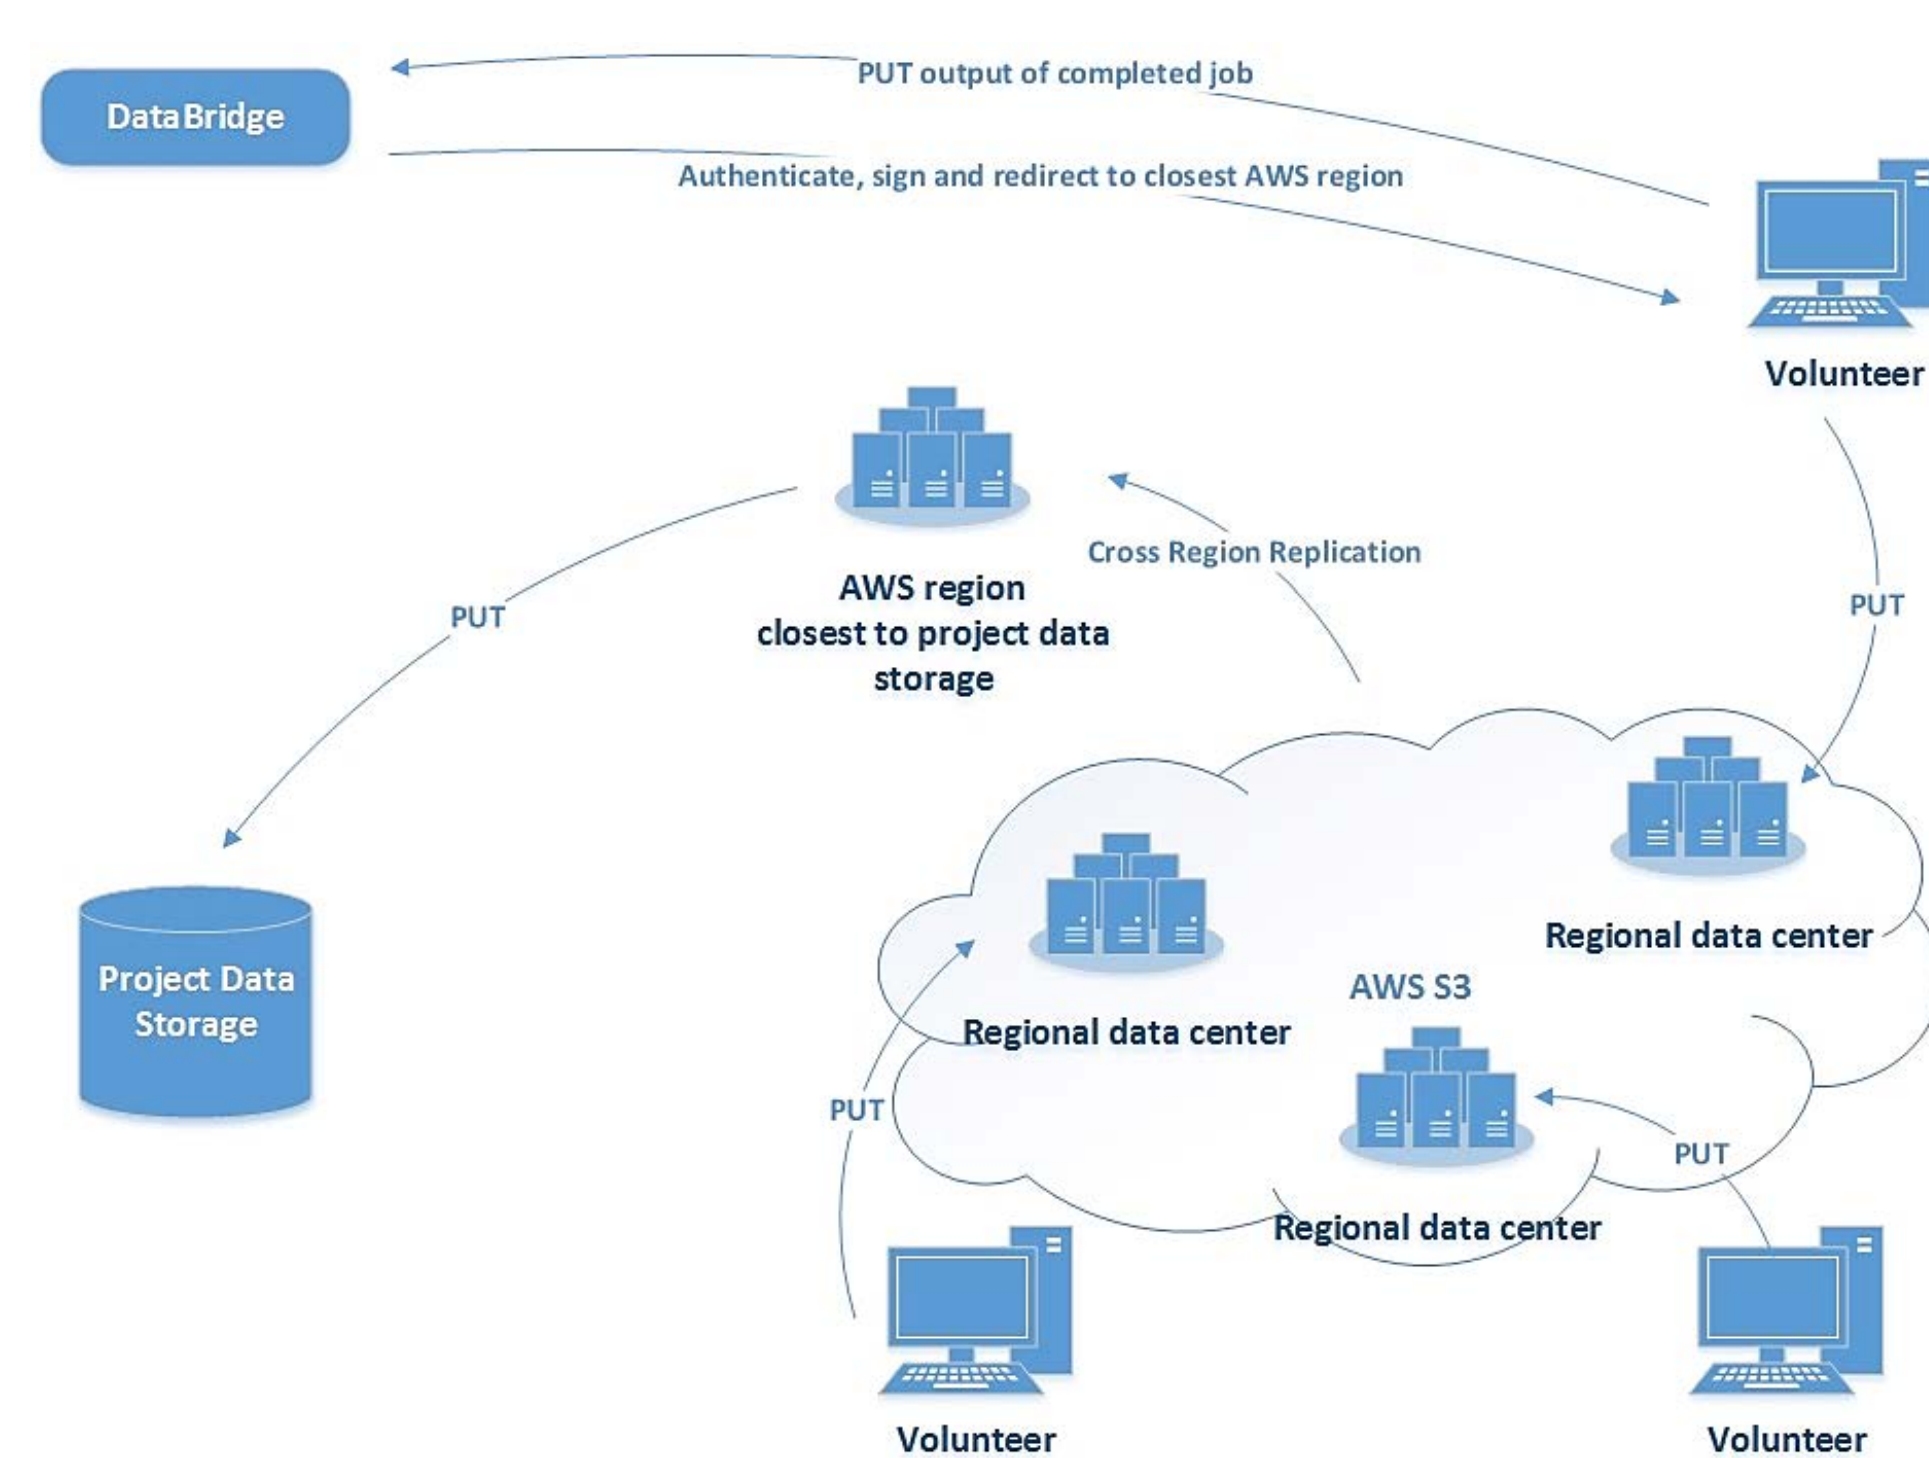 PUT output of completed job
DataBridge
Authenticate, sign and redirect to closest AWS region
Volunteer
Cross Region Replication
AWS region
closest to project data
storage
PUT
PUT
Project Data
Storage
Regional data center
AWS S3
Regional data center
PUT
PUT
Regional data center
Volunteer
Volunteer